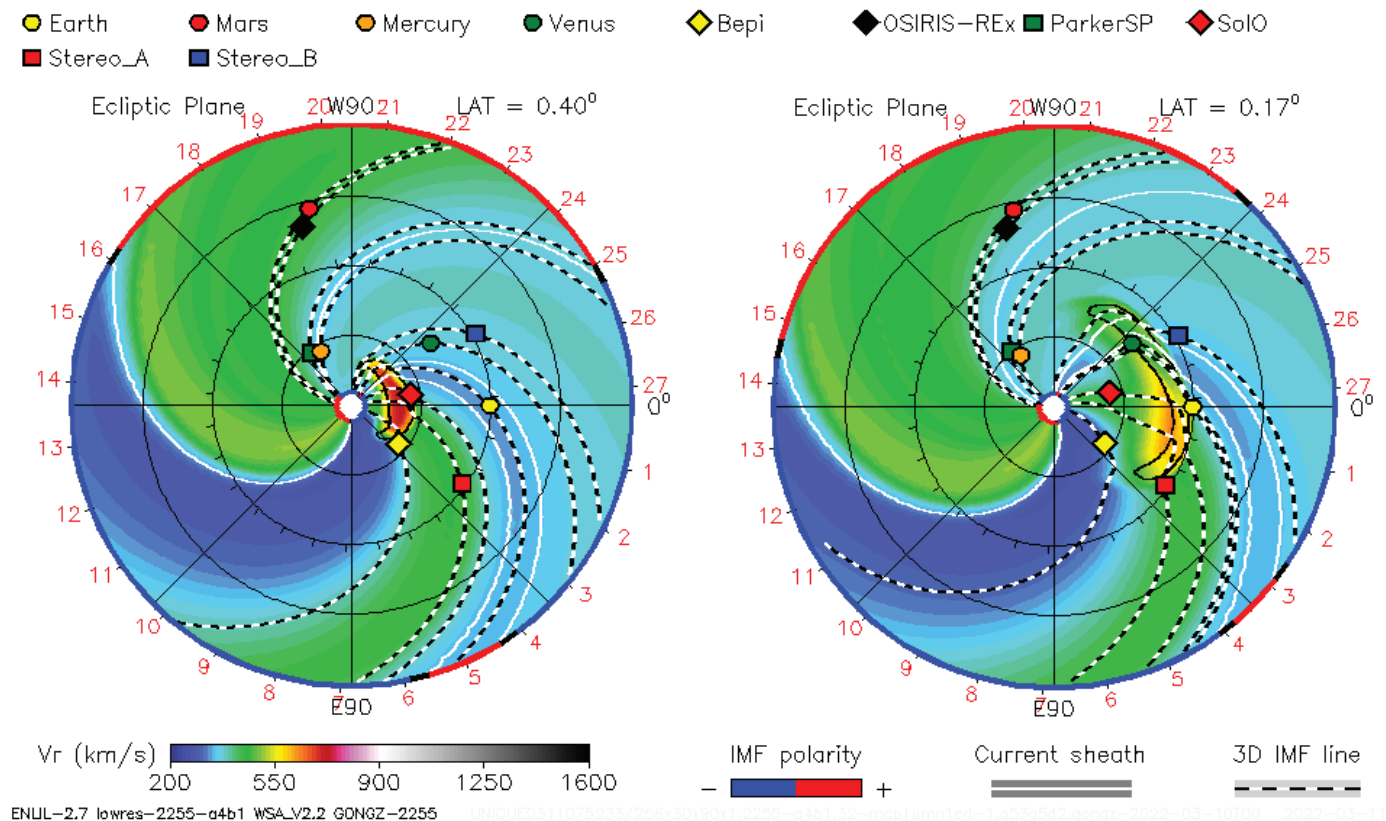 Earth Mars Mercury Venus Bepi OSIRIS-REx ParkerSP SolO
Stereo_A Stereo_B
Ecliptic Plane W90 LAT = 0.40⁰
Ecliptic Plane W90 LAT = 0.17⁰
20 21
19 22
18 23
17 24
16 25
15 26
14 27
0⁰
13 1
12 2
11 3
10 4
9 5
8 7 6
E90
20 21
19 22
18 23
17 24
16 25
15 26
14 27
0⁰
13 1
12 2
11 3
10 4
9 5
8 7 6
E90
Vr (km/s)
200 550 900 1250 1600
IMF polarity
- +
Current sheath
3D IMF line
ENLIL-2.7 lowres-2255-a4b1 WSA_V2.2 GONGZ-2255